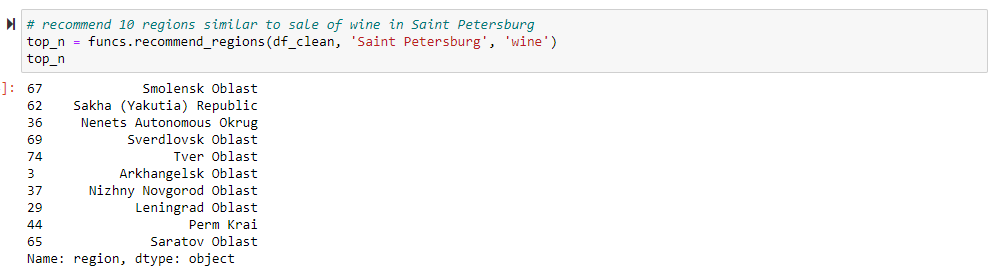 # recommend 10 regions similar to sale of wine in Saint Petersburg
top_n = funcs.recommend_regions(df_clean, 'Saint Petersburg', 'wine')
top_n
]: 67 Smolensk Oblast
62 Sakha (Yakutia) Republic
36 Nenets Autonomous Okrug
69 Sverdlovsk Oblast
74 Tver Oblast
3 Arkhangelsk Oblast
37 Nizhny Novgorod Oblast
29 Leningrad Oblast
44 Perm Krai
65 Saratov Oblast
Name: region, dtype: object